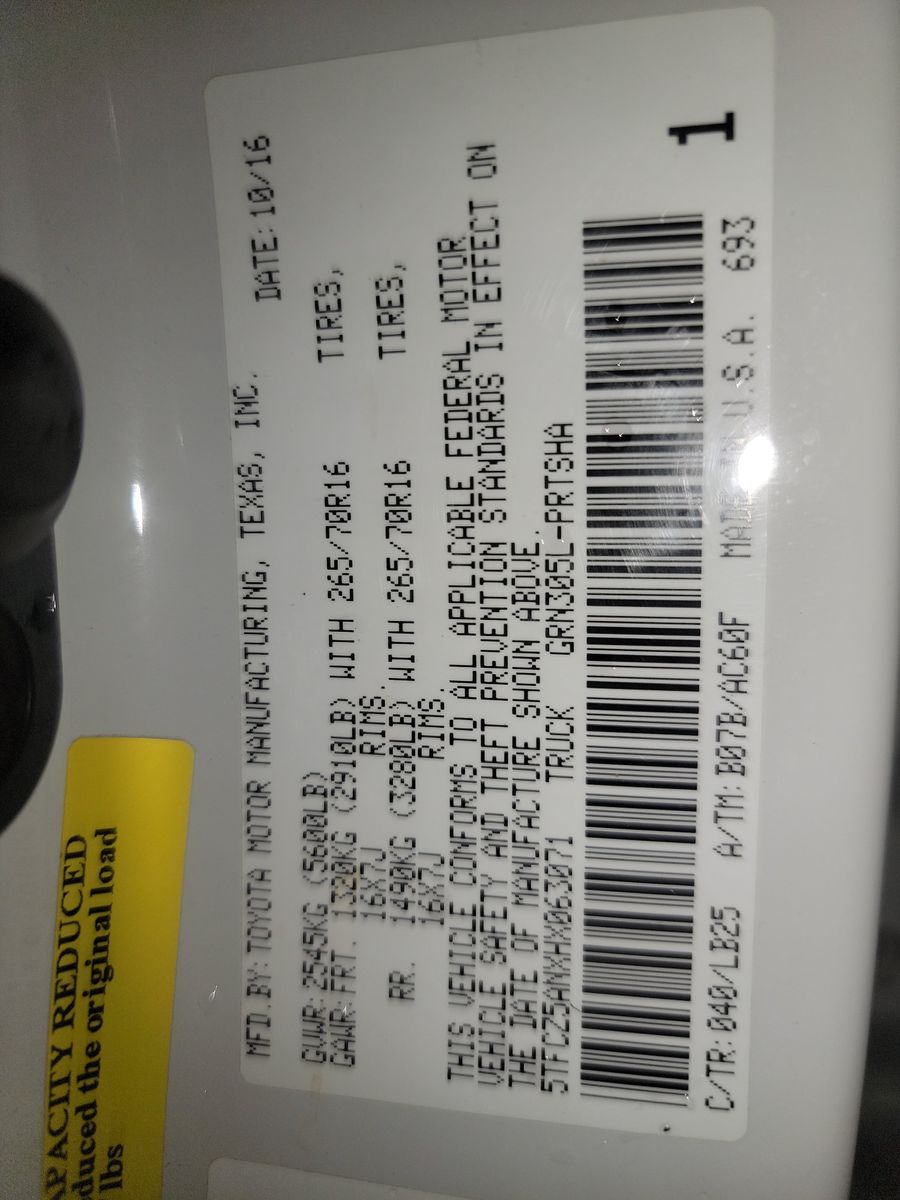 MFD.BY:TOYOTA MOTOR MANUFACTURING, TEXAS, INC. DATE:10/16
GVWR:2545KG (5600LB)
GAWR:FRT. 1320KG (2910LB) WITH 265/70R16 TIRES,
16X7J RIMS.
RR. 1490KG (3280LB) WITH 265/70R16 TIRES,
16X7J RIMS.
THIS VEHICLE CONFORMS TO ALL APPLICABLE FEDERAL MOTOR
VEHICLE SAFETY AND THEFT PREVENTION STANDARDS IN EFFECT ON
THE DATE OF MANUFACTURE SHOWN ABOVE.
5TFCZ5ANXHX063071 TRUCK GRN305L-PRTSHA
1
C/TR:040/LB25 A/TM:B07B/AC60F MADE IN U.S.A. 693
APACITY REDUCED
duced the original load
lbs